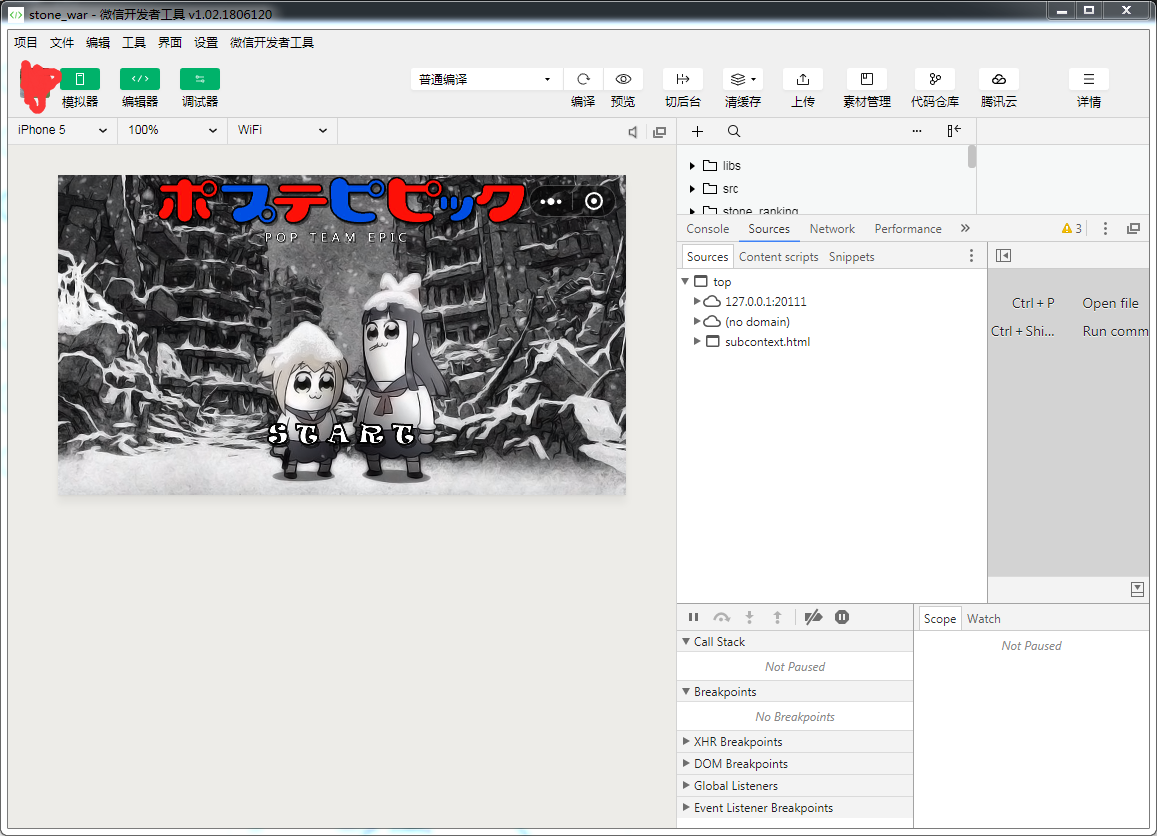 stone_war - 微信开发者工具 v1.02.1806120
项目 文件 编辑 工具 界面 设置 微信开发者工具
模拟器 编辑器 调试器 普通编译 编译 预览 切后台 清缓存 上传 素材管理 代码仓库 腾讯云 详情
iPhone 5 100% WiFi
libs
src
stone_ranking
ポプテピピック
POP TEAM EPIC
START
Console Sources Network Performance 3
Sources Content scripts Snippets
top
127.0.0.1:20111
(no domain)
subcontext.html
Ctrl + P Open file
Ctrl + Shi... Run comm
Call Stack
Not Paused
Breakpoints
No Breakpoints
XHR Breakpoints
DOM Breakpoints
Global Listeners
Event Listener Breakpoints
Scope Watch
Not Paused